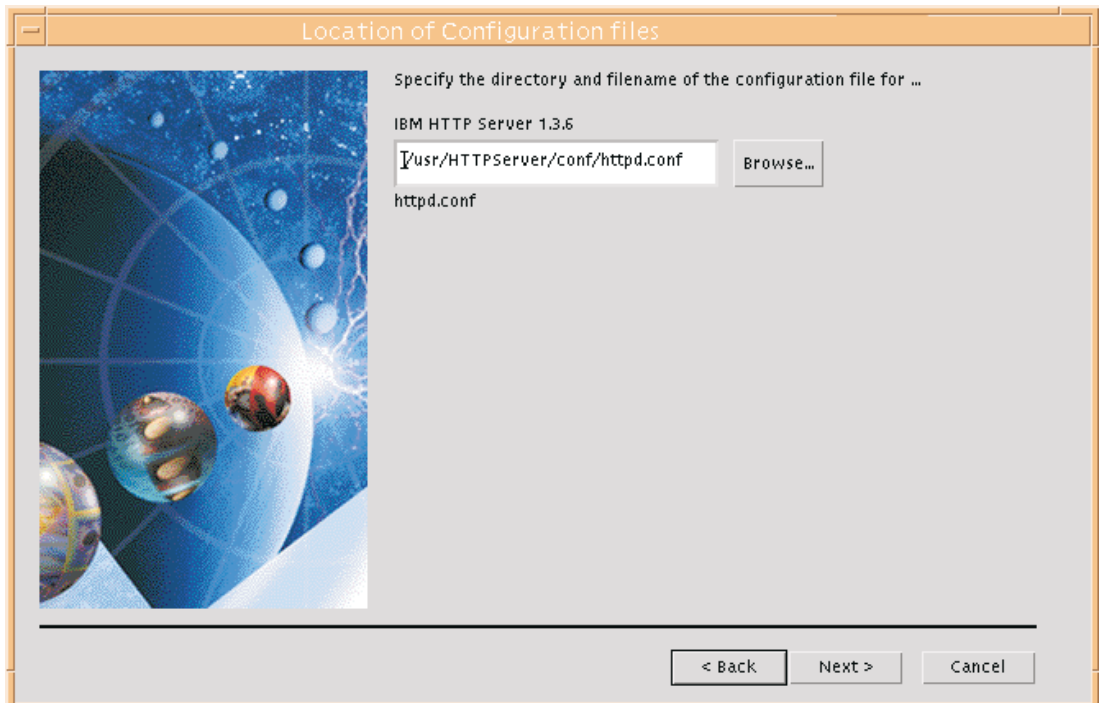 Location of Configuration files
Specify the directory and filename of the configuration file for ...
IBM HTTP Server 1.3.6
/usr/HTTPServer/conf/httpd.conf
Browse...
httpd.conf
< Back
Next >
Cancel